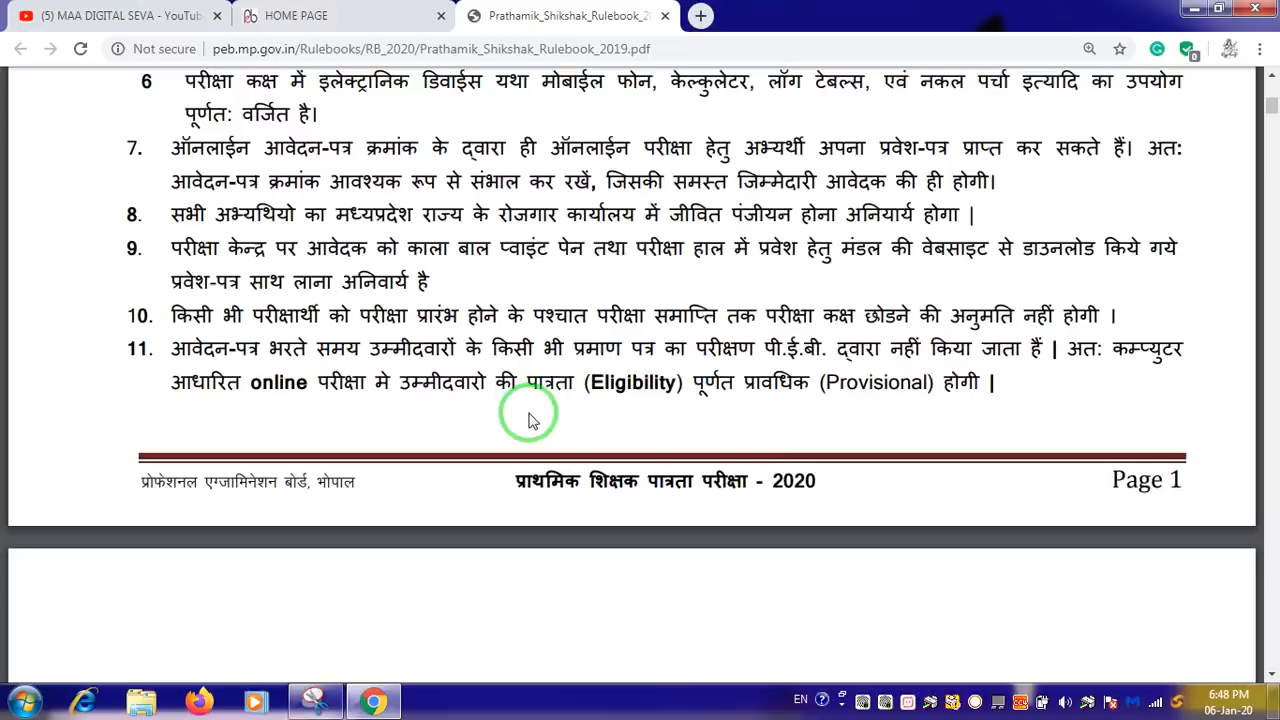 (5) MAA DIGITAL SEVA - YouTu
HOME PAGE
Prathamik_Shikshak_Rulebook_2
Not secure
peb.mp.gov.in/Rulebooks/RB_2020/Prathamik_Shikshak_Rulebook_2019.pdf
0
6 परीक्षा कक्ष में इलेक्ट्रानिक डिवाईस यथा मोबाईल फोन, केल्कुलेटर, लॉग टेबल्स, एवं नकल पर्चा इत्यादि का उपयोग
पूर्णत: वर्जित है।
7. ऑनलाईन आवेदन-पत्र क्रमांक के द्वारा ही ऑनलाईन परीक्षा हेतु अभ्यर्थी अपना प्रवेश-पत्र प्राप्त कर सकते हैं। अत:
आवेदन-पत्र क्रमांक आवश्यक रूप से संभाल कर रखें, जिसकी समस्त जिम्मेदारी आवेदक की ही होगी।
8. सभी अभ्यथियो का मध्यप्रदेश राज्य के रोजगार कार्यालय में जीवित पंजीयन होना अनियार्य होगा |
9. परीक्षा केन्द्र पर आवेदक को काला बाल प्वाइंट पेन तथा परीक्षा हाल में प्रवेश हेतु मंडल की वेबसाइट से डाउनलोड किये गये
प्रवेश-पत्र साथ लाना अनिवार्य है
10. किसी भी परीक्षार्थी को परीक्षा प्रारंभ होने के पश्चात परीक्षा समाप्ति तक परीक्षा कक्ष छोडने की अनुमति नहीं होगी ।
11. आवेदन-पत्र भरते समय उम्मीदवारों के किसी भी प्रमाण पत्र का परीक्षण पी.ई.बी. द्वारा नहीं किया जाता हैं | अत: कम्प्युटर
आधारित online परीक्षा मे उम्मीदवारो की पात्रता (Eligibility) पूर्णत प्रावधिक (Provisional) होगी |
प्रोफेशनल एग्जामिनेशन बोर्ड, भोपाल
प्राथमिक शिक्षक पात्रता परीक्षा - 2020
Page 1
EN
6:48 PM
06-Jan-20